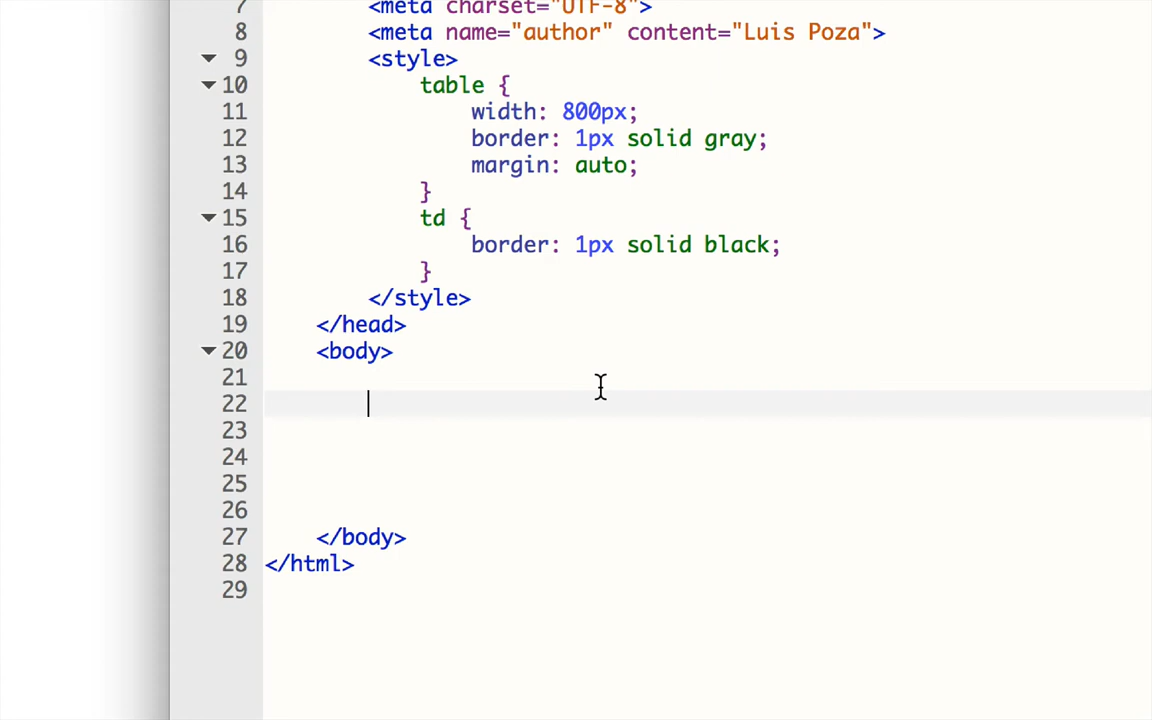 7 <meta charset="UTF-8">
8 <meta name="author" content="Luis Poza">
9 <style>
10 table {
11 width: 800px;
12 border: 1px solid gray;
13 margin: auto;
14 }
15 td {
16 border: 1px solid black;
17 }
18 </style>
19 </head>
20 <body>
21
22
23
24
25
26
27 </body>
28 </html>
29